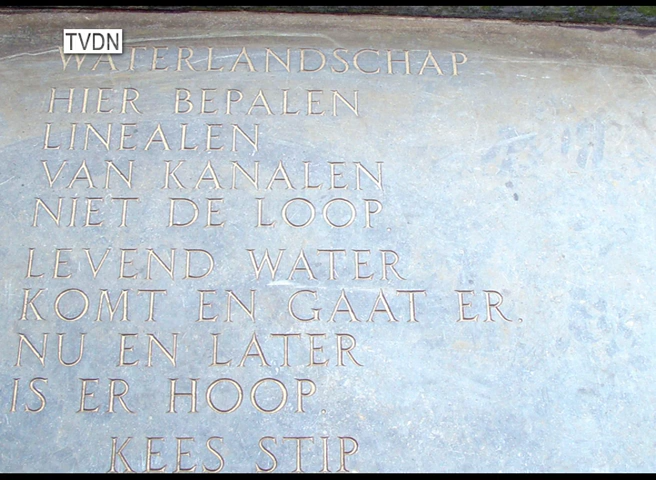 TVDN
WATERLANDSCHAP
HIER BEPALEN
LINEALEN
VAN KANALEN
NIET DE LOOP
LEVEND WATER
KOMT EN GAAT ER,
NU EN LATER
IS ER HOOP
KEES STIP